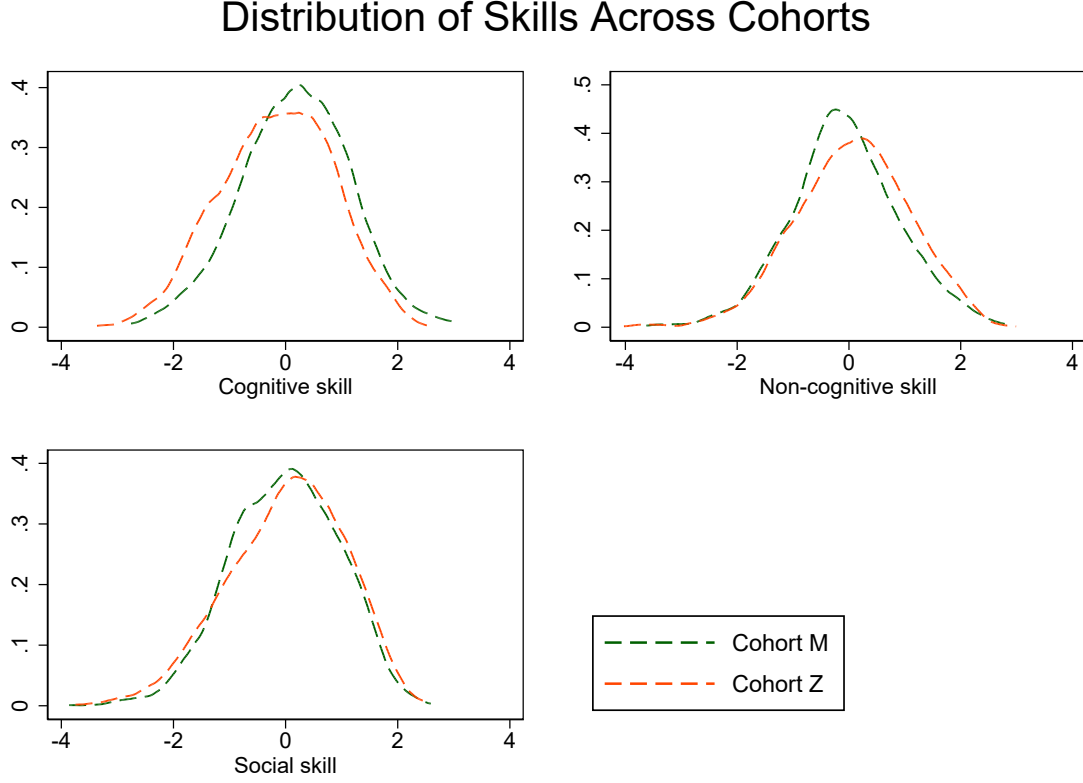 Distribution of Skills Across Cohorts
.4
.3
.2
.1
0
-4 -2 0 2 4
Cognitive skill
.5
.4
.3
.2
.1
0
-4 -2 0 2 4
Non-cognitive skill
.4
.3
.2
.1
0
-4 -2 0 2 4
Social skill
Cohort M
Cohort Z